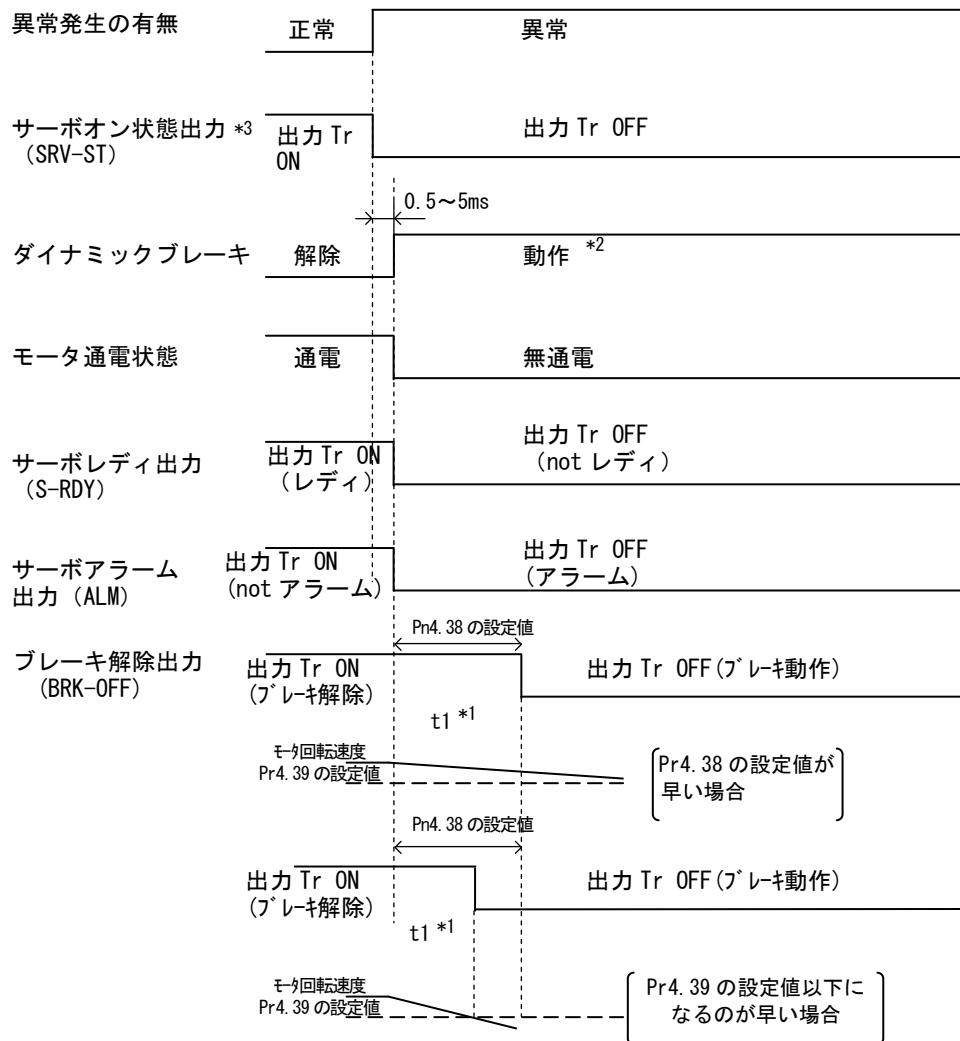 異常発生の有無
正常
異常
サーボオン状態出力 *3
(SRV-ST)
出力 Tr
ON
出力 Tr OFF
0.5～5ms
ダイナミックブレーキ
解除
動作 *2
モータ通電状態
通電
無通電
サーボレディ出力
(S-RDY)
出力 Tr ON
(レディ)
出力 Tr OFF
(not レディ)
サーボアラーム
出力 (ALM)
出力 Tr ON
(not アラーム)
出力 Tr OFF
(アラーム)
Pn4.38 の設定値
ブレーキ解除出力
(BRK-OFF)
出力 Tr ON
(ブレーキ解除)
出力 Tr OFF(ブレーキ動作)
t1 *1
モータ回転速度
Pr4.39 の設定値
Pr4.38 の設定値が
早い場合
Pn4.38 の設定値
出力 Tr ON
(ブレーキ解除)
出力 Tr OFF(ブレーキ動作)
t1 *1
モータ回転速度
Pr4.39 の設定値
Pr4.39 の設定値以下に
なるのが早い場合